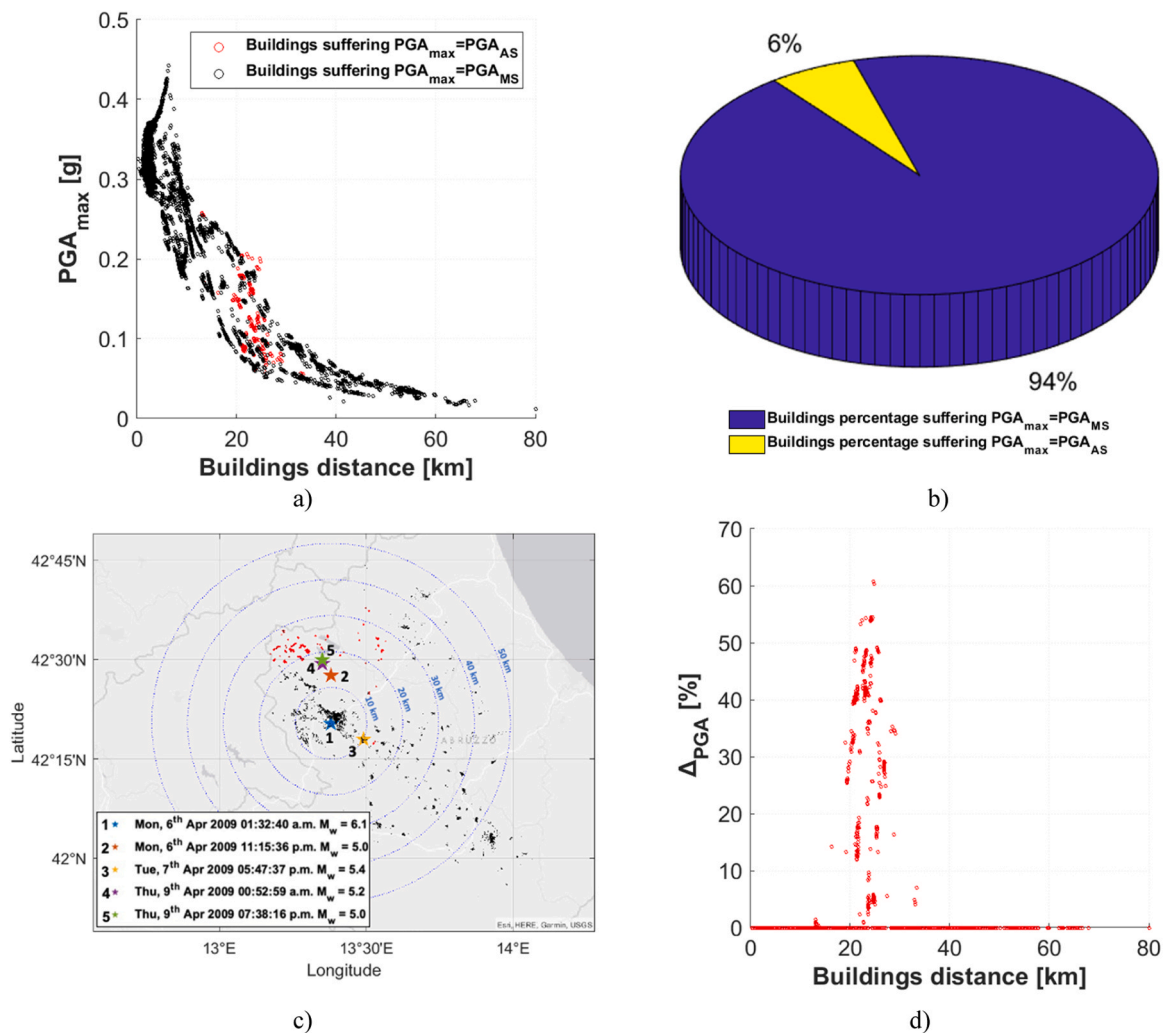 0.5
0.4
0.3
0.2
0.1
0
PGAmax [g]
Buildings suffering PGAmax=PGAAS
Buildings suffering PGAmax=PGAMS
0 20 40 60 80
Buildings distance [km]
a)
6%
94%
Buildings percentage suffering PGAmax=PGAMS
Buildings percentage suffering PGAmax=PGAAS
b)
42°45'N
42°30'N
42°15'N
42°N
Latitude
50 km
40 km
30 km
20 km
10 km
5
4
2
1
3
ABRUZZO
1 Mon, 6th Apr 2009 01:32:40 a.m. Mw = 6.1
2 Mon, 6th Apr 2009 11:15:36 p.m. Mw = 5.0
3 Tue, 7th Apr 2009 05:47:37 p.m. Mw = 5.4
4 Thu, 9th Apr 2009 00:52:59 a.m. Mw = 5.2
5 Thu, 9th Apr 2009 07:38:16 p.m. Mw = 5.0
Esri, HERE, Garmin, USGS
13°E 13°30'E 14°E
Longitude
c)
70
60
50
40
30
20
10
0
ΔPGA [%]
0 20 40 60 80
Buildings distance [km]
d)